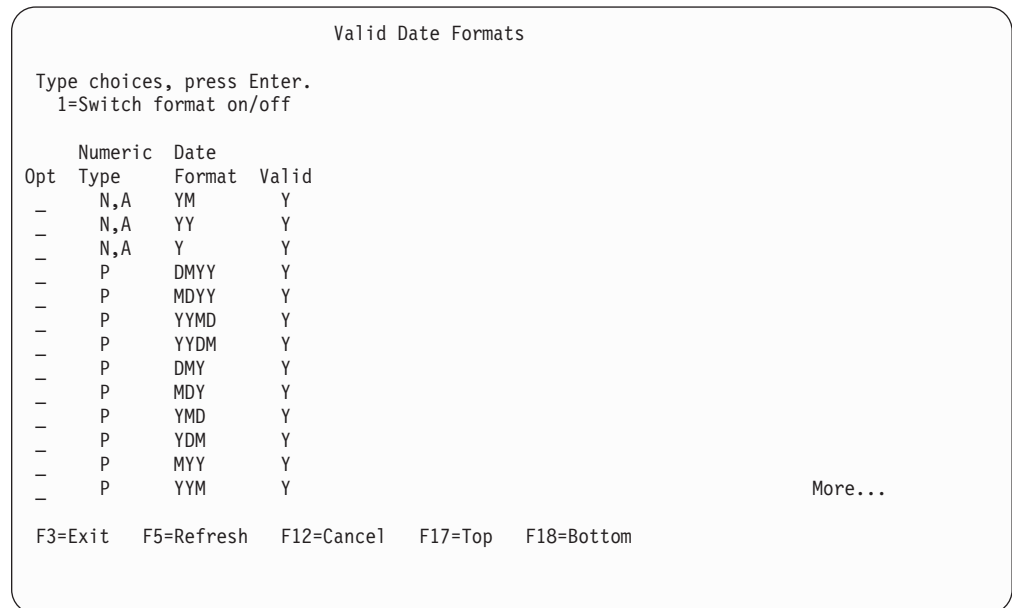 Valid Date Formats
Type choices, press Enter.
1=Switch format on/off
Numeric Date
Opt Type Format Valid
_ N,A YM Y
_ N,A YY Y
_ N,A Y Y
_ P DMYY Y
_ P MDYY Y
_ P YYMD Y
_ P YYDM Y
_ P DMY Y
_ P MDY Y
_ P YMD Y
_ P YDM Y
_ P MYY Y
_ P YYM Y More...
F3=Exit F5=Refresh F12=Cancel F17=Top F18=Bottom